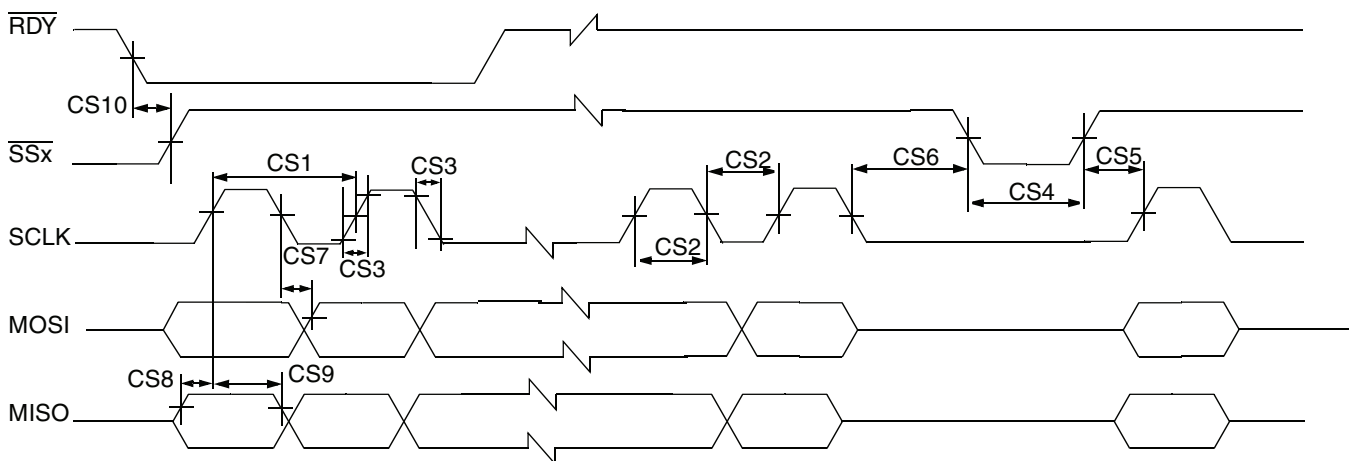 RDY
CS10
SSx
CS1
CS3
CS2
CS6
CS5
CS4
SCLK
CS7
CS3
CS2
MOSI
CS8
CS9
MISO